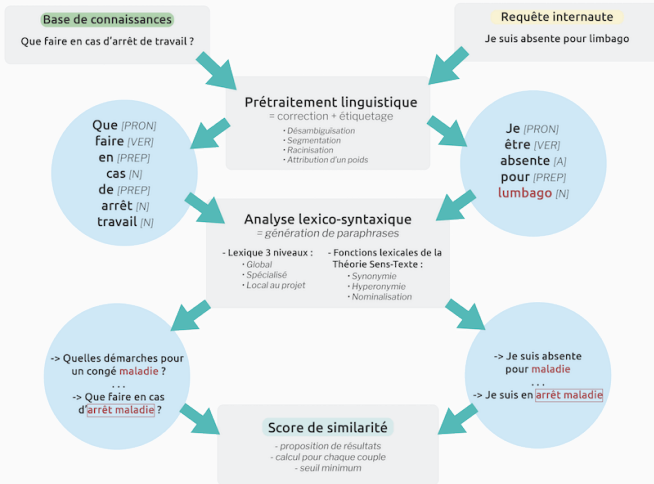 Base de connaissances
Que faire en cas d'arrêt de travail ?
Requête internaute
Je suis absente pour limbago
Prétraitement linguistique
= correction + étiquetage
• Désambiguisation
• Segmentation
• Racinisation
• Attribution d'un poids
Que [PRON]
faire [VER]
en [PREP]
cas [N]
de [PREP]
arrêt [N]
travail [N]
Je [PRON]
être [VER]
absente [A]
pour [PREP]
lumbago [N]
Analyse lexico-syntaxique
= génération de paraphrases
- Lexique 3 niveaux :
• Global
• Spécialisé
• Local au projet
- Fonctions lexicales de la
Théorie Sens-Texte :
• Synonymie
• Hyperonymie
• Nominalisation
-> Quelles démarches pour
un congé maladie ?
. . .
-> Que faire en cas
d'arrêt maladie ?
-> Je suis absente
pour maladie
. . .
-> Je suis en arrêt maladie
Score de similarité
- proposition de résultats
- calcul pour chaque couple
- seuil minimum